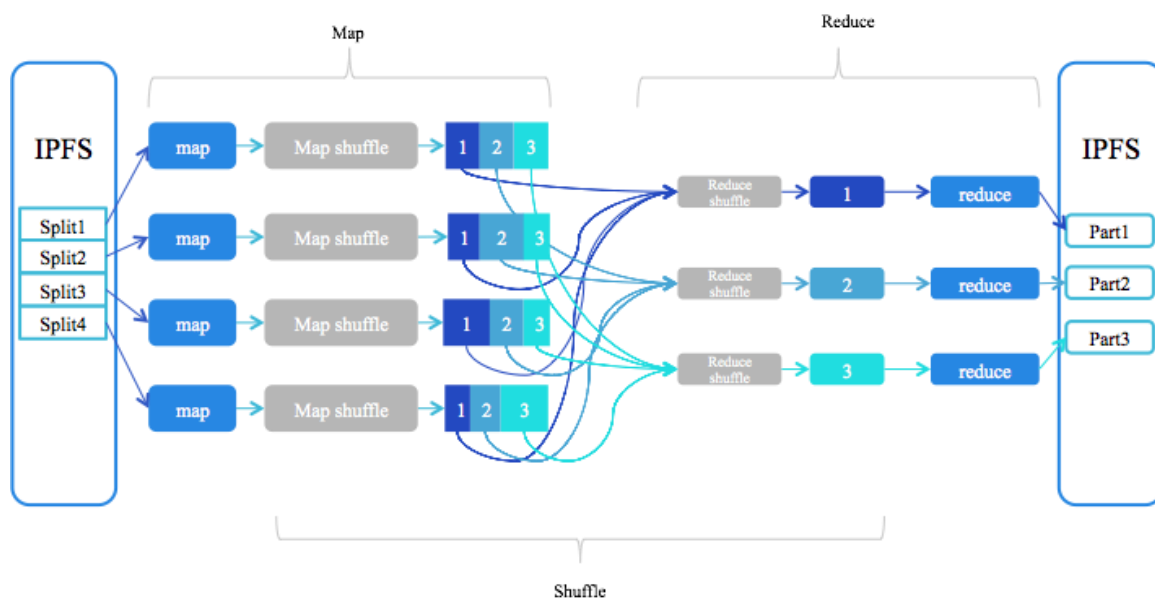 Map
Reduce
IPFS
Split1
Split2
Split3
Split4
map
Map shuffle
1 2 3
map
Map shuffle
1 2 3
map
Map shuffle
1 2 3
map
Map shuffle
1 2 3
Reduce
shuffle
1
reduce
Reduce
shuffle
2
reduce
Reduce
shuffle
3
reduce
IPFS
Part1
Part2
Part3
Shuffle